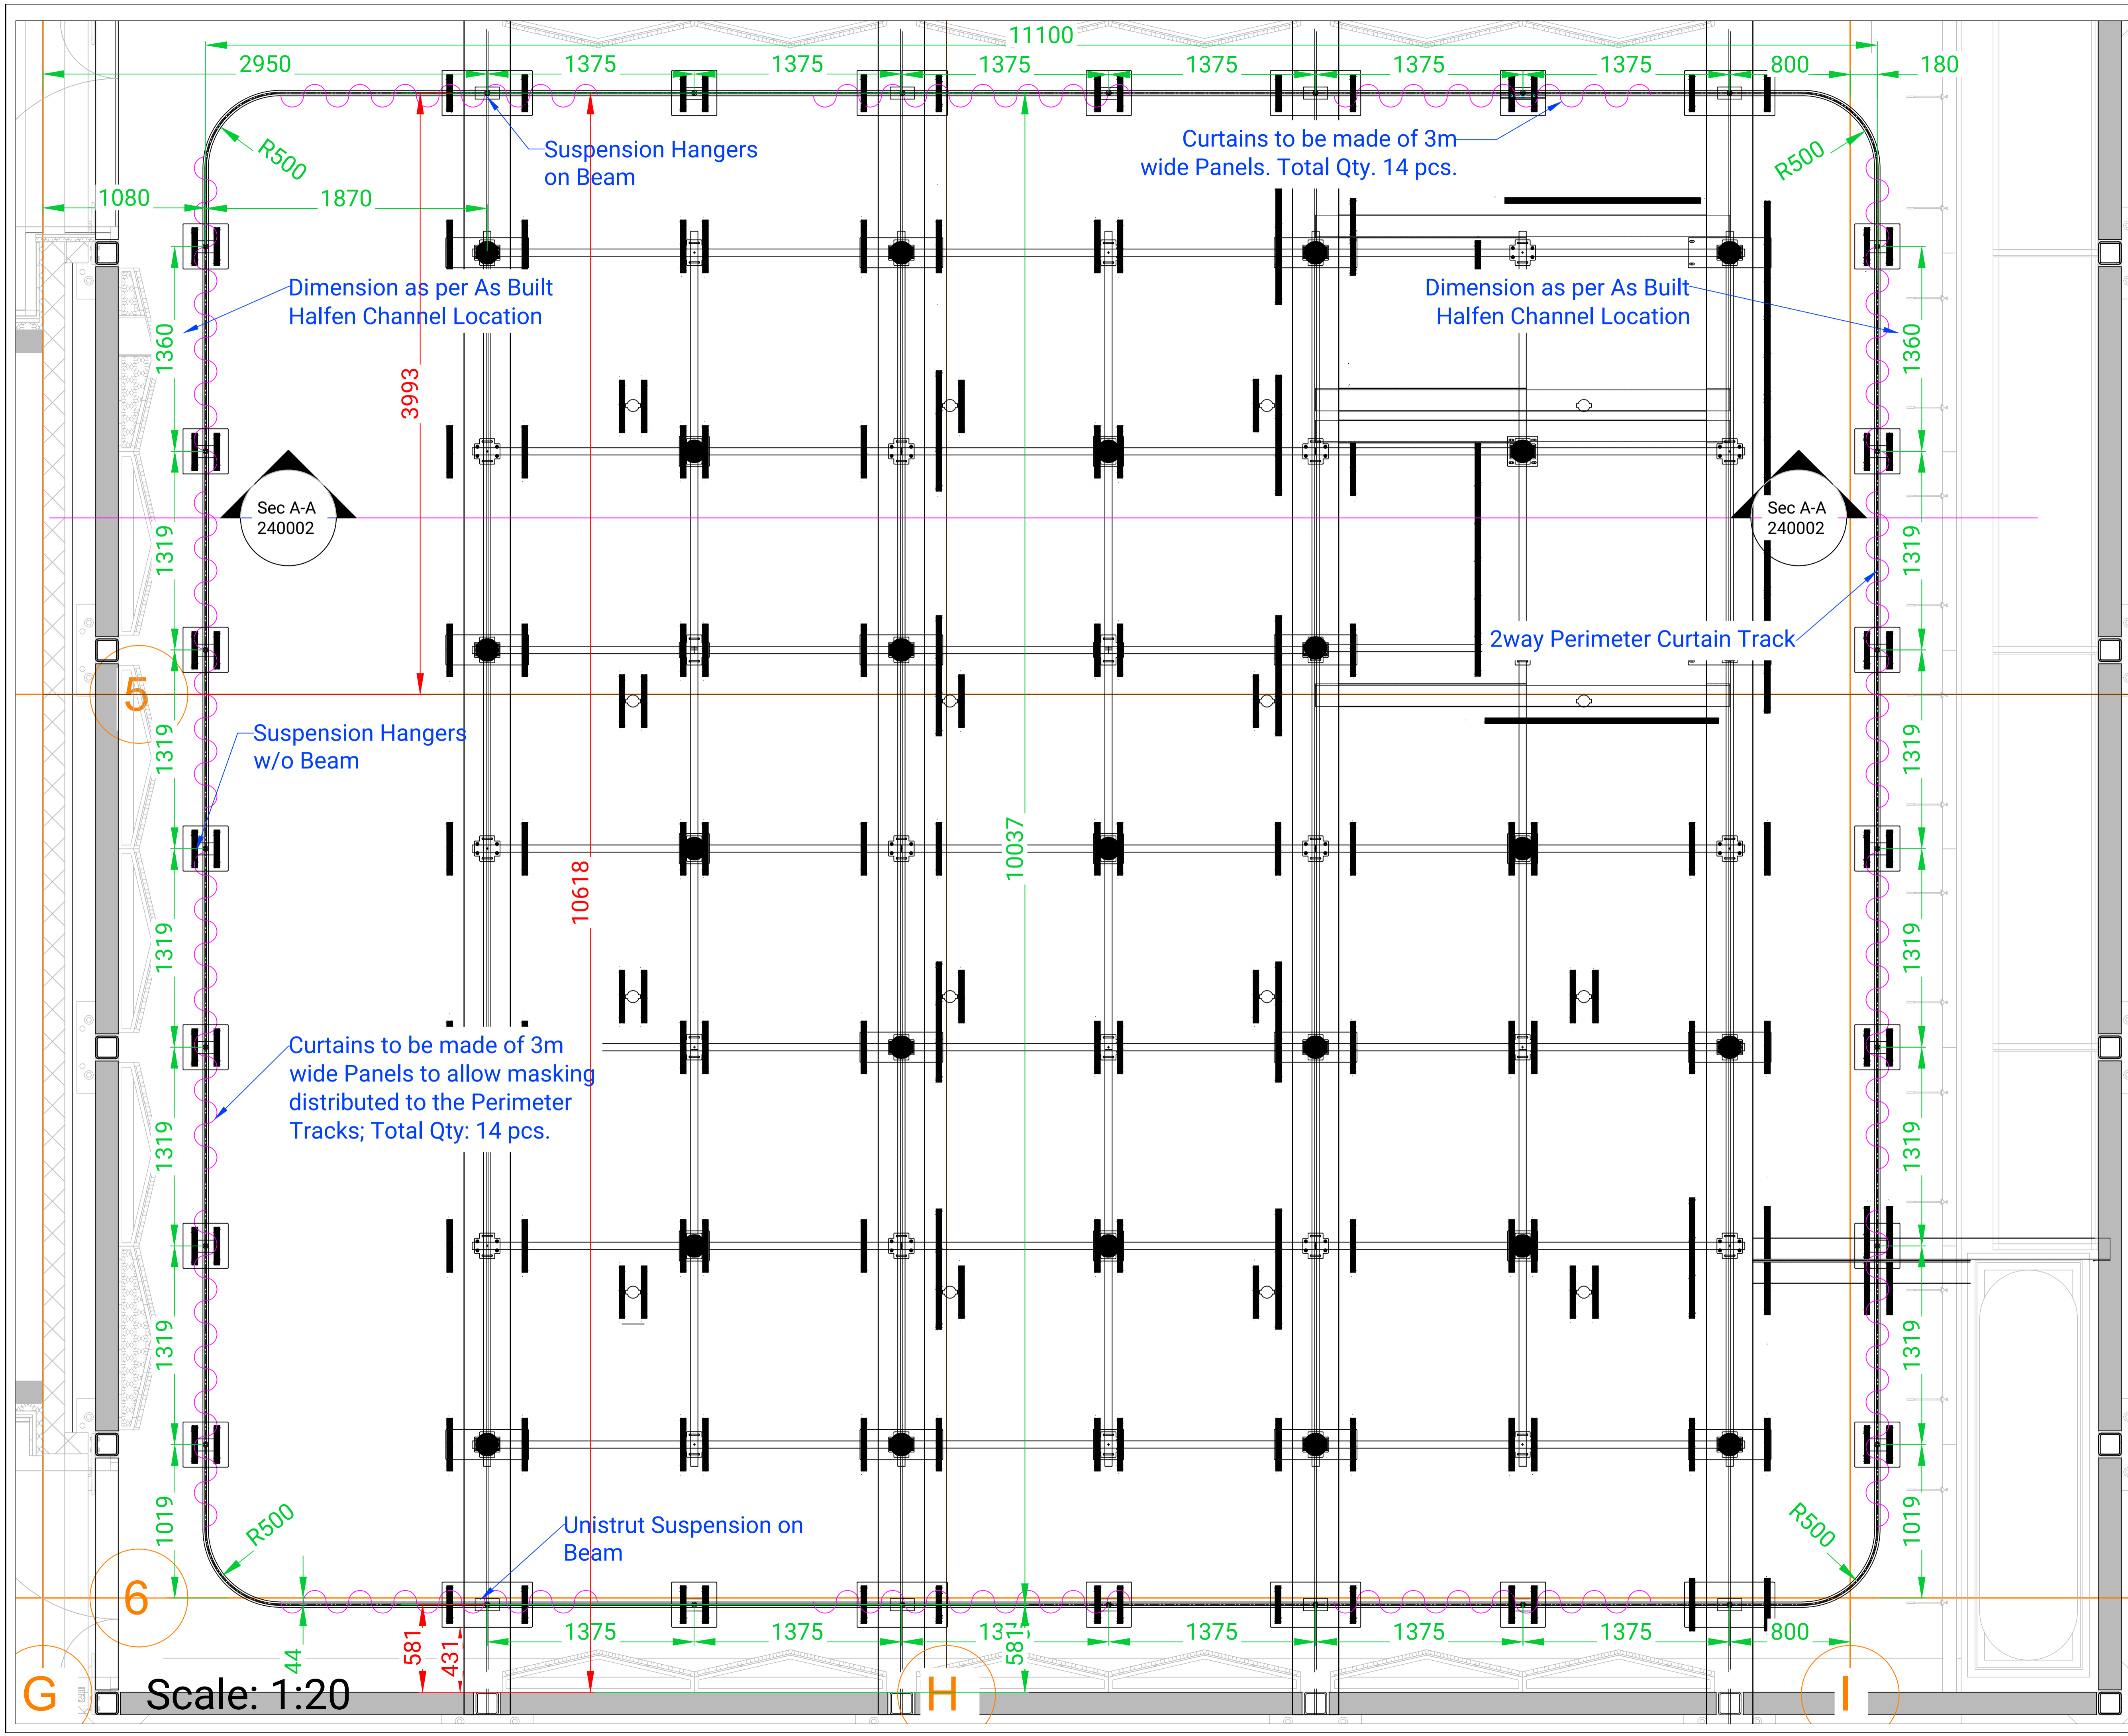 11100
2950
1375
1375
1375
1375
1375
1375
800
180
Suspension Hangers
on Beam
Curtains to be made of 3m
wide Panels. Total Qty. 14 pcs.
R500
R500
1080
1870
Dimension as per As Built
Halfen Channel Location
Dimension as per As Built
Halfen Channel Location
1360
3993
1360
Sec A-A
240002
Sec A-A
240002
1319
1319
2way Perimeter Curtain Track
5
Suspension Hangers
w/o Beam
1319
1319
10618
10037
1319
1319
Curtains to be made of 3m
wide Panels to allow masking
distributed to the Perimeter
Tracks; Total Qty: 14 pcs.
1319
1319
1319
1319
1019
1019
R500
R500
Unistrut Suspension on
Beam
6
44
581
431
1375
1375
581
1375
1375
1375
800
G
Scale: 1:20
H
I